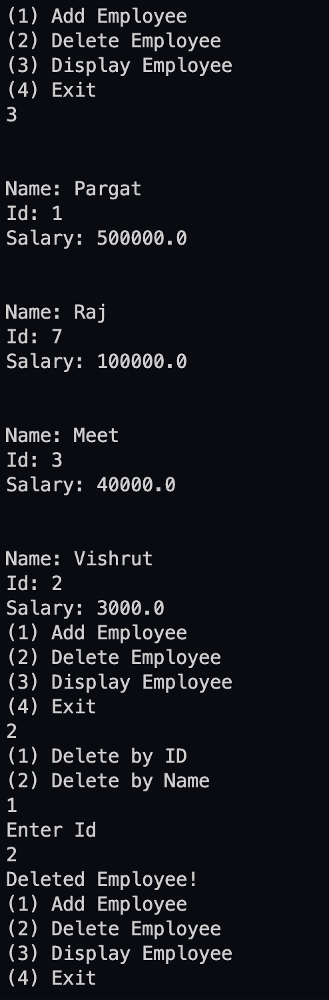 (1) Add Employee
(2) Delete Employee
(3) Display Employee
(4) Exit
3
Name: Pargat
Id: 1
Salary: 500000.0
Name: Raj
Id: 7
Salary: 100000.0
Name: Meet
Id: 3
Salary: 40000.0
Name: Vishrut
Id: 2
Salary: 3000.0
(1) Add Employee
(2) Delete Employee
(3) Display Employee
(4) Exit
2
(1) Delete by ID
(2) Delete by Name
1
Enter Id
2
Deleted Employee!
(1) Add Employee
(2) Delete Employee
(3) Display Employee
(4) Exit